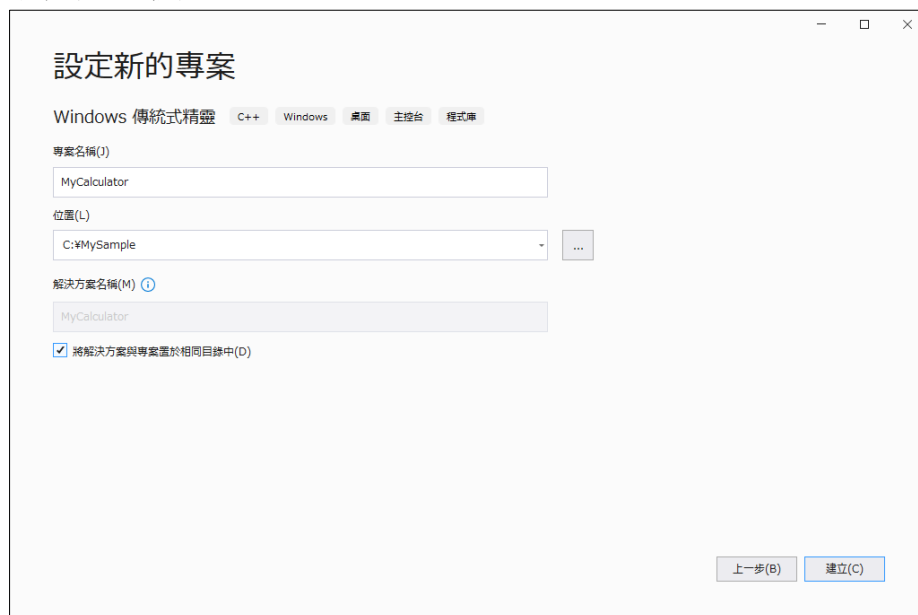 設定新的專案
Windows 傳統式精靈 C++ Windows 桌面 主控台 程式庫
專案名稱(J)
MyCalculator
位置(L)
C:¥MySample
...
解決方案名稱(M)
MyCalculator
將解決方案與專案置於相同目錄中(D)
上一步(B) 建立(C)